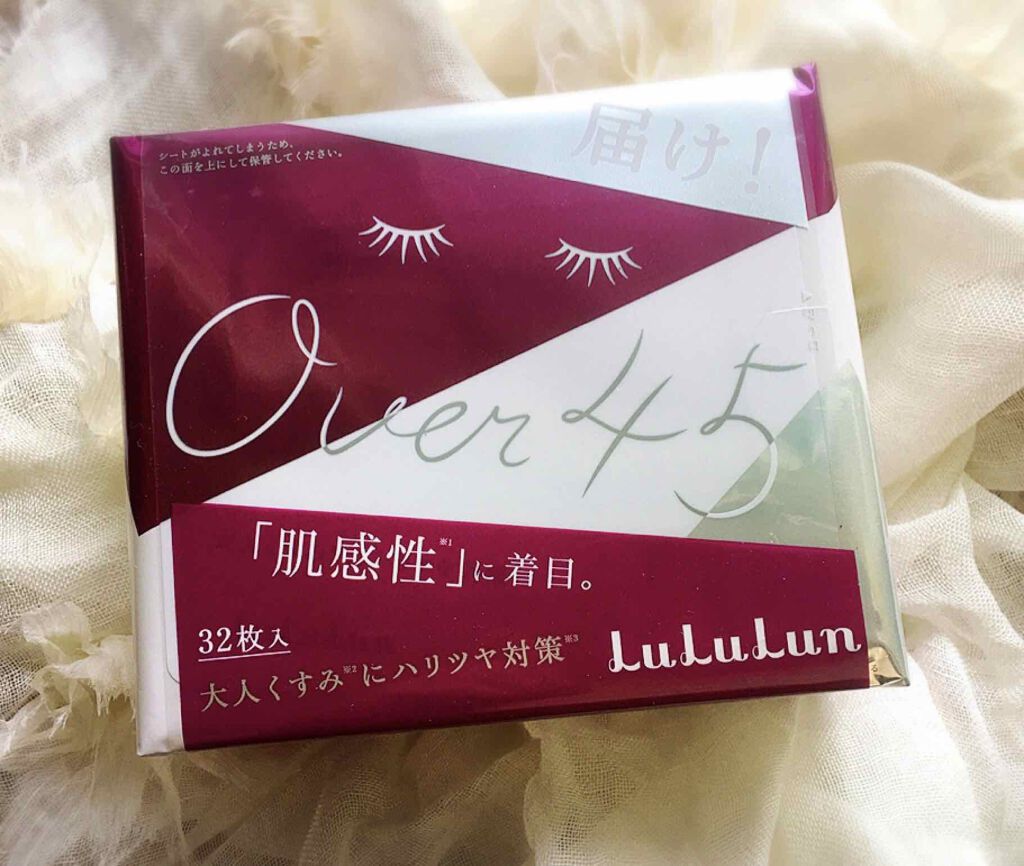 シートがよれてしまうため、
この面を上にして保管してください。
届け!
Over45
「肌感性※1」に着目。
32枚入
大人くすみ※2にハリツヤ対策※3
LuLuLun